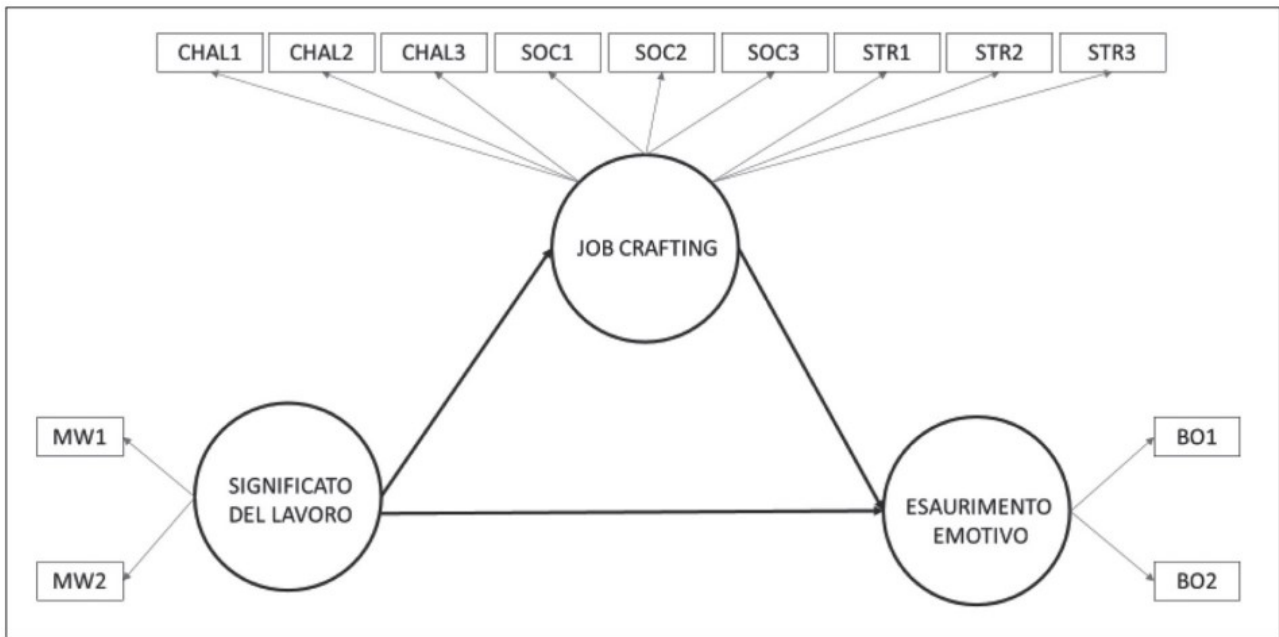 CHAL1 CHAL2 CHAL3 SOC1 SOC2 SOC3 STR1 STR2 STR3
JOB CRAFTING
MW1
SIGNIFICATO
DEL LAVORO
MW2
ESAURIMENTO
EMOTIVO
BO1
BO2